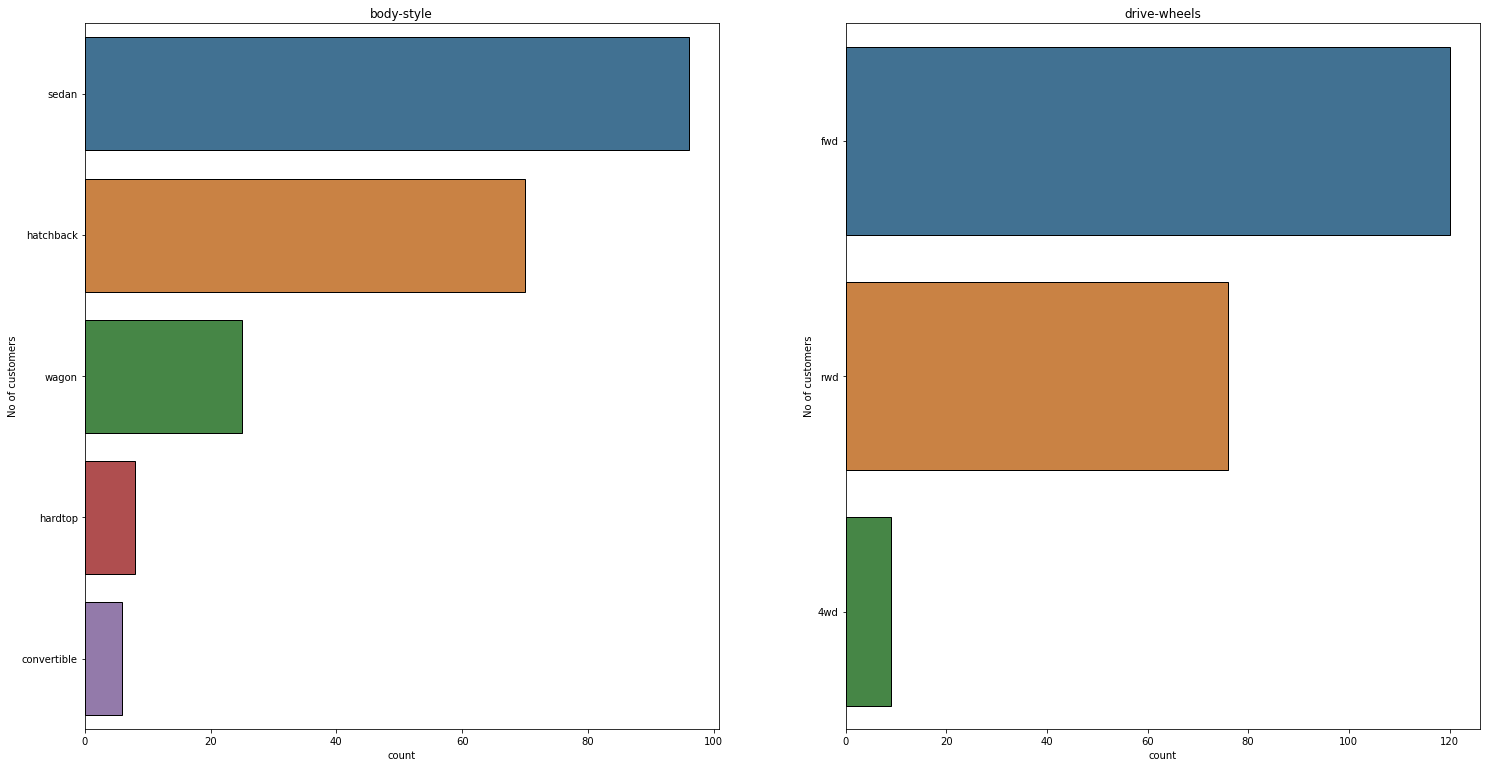 body-style
sedan
hatchback
wagon
hardtop
convertible
No of customers
0 20 40 60 80 100
count
drive-wheels
fwd
rwd
4wd
No of customers
0 20 40 60 80 100 120
count